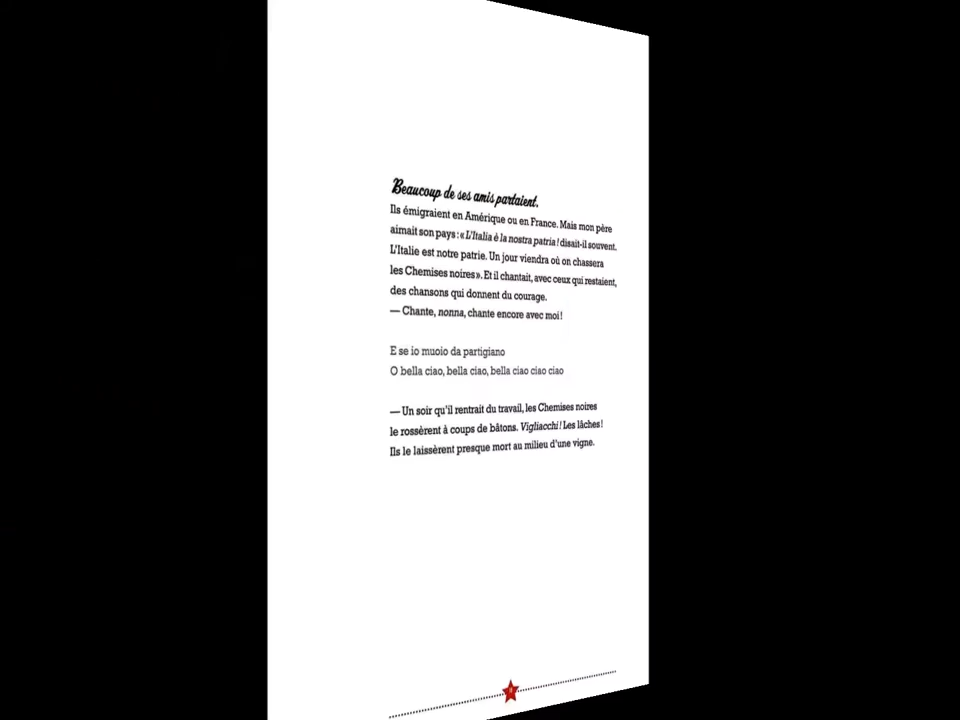 Beaucoup de ses amis partaient.
Ils émigraient en Amérique ou en France. Mais mon père
aimait son pays : « L'Italia è la nostra patria ! disait-il souvent.
L'Italie est notre patrie. Un jour viendra où on chassera
les Chemises noires ». Et il chantait, avec ceux qui restaient,
des chansons qui donnent du courage.
— Chante, nonna, chante encore avec moi !
E se io muoio da partigiano
O bella ciao, bella ciao, bella ciao ciao ciao
— Un soir qu'il rentrait du travail, les Chemises noires
le rossèrent à coups de bâtons. Vigliacchi ! Les lâches !
Ils le laissèrent presque mort au milieu d'une vigne.